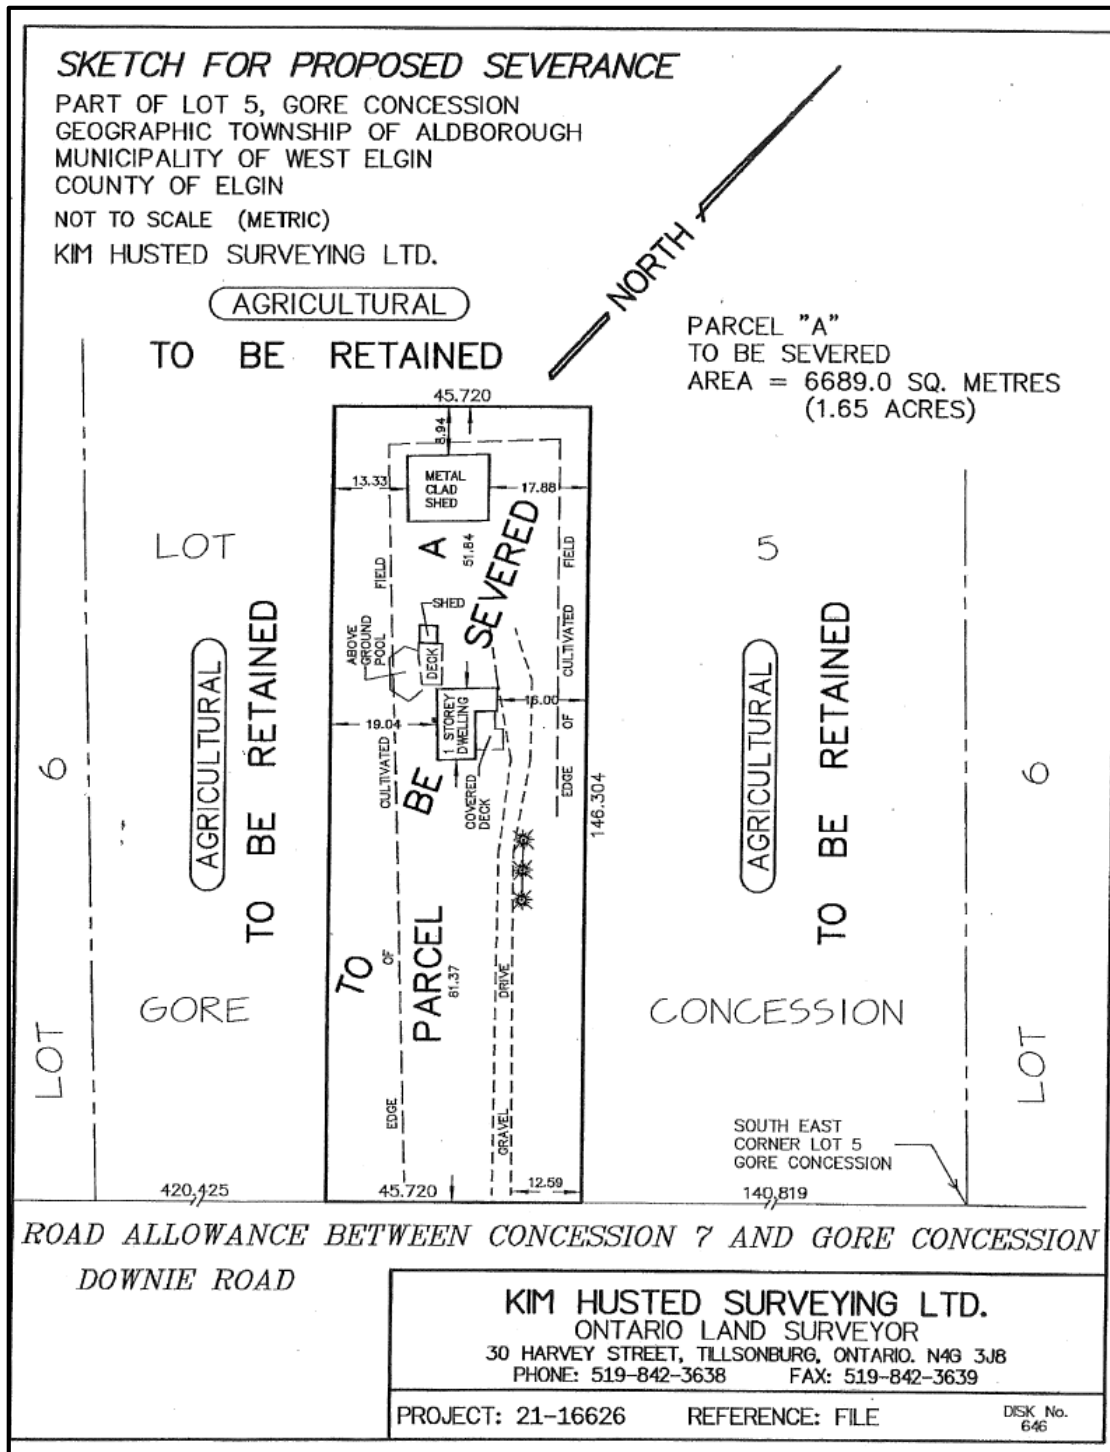 SKETCH FOR PROPOSED SEVERANCE
PART OF LOT 5, GORE CONCESSION
GEOGRAPHIC TOWNSHIP OF ALDBOROUGH
MUNICIPALITY OF WEST ELGIN
COUNTY OF ELGIN
NOT TO SCALE (METRIC)
KIM HUSTED SURVEYING LTD.
NORTH
AGRICULTURAL
TO BE RETAINED
PARCEL "A"
TO BE SEVERED
AREA = 6689.0 SQ. METRES
(1.65 ACRES)
45.720
8.94
13.33
METAL
CLAD
SHED
17.88
LOT
5
A
51.84
FIELD
FIELD
SHED
ABOVE
GROUND
POOL
DECK
16.00
19.04
1 STOREY
DWELLING
COVERED
DECK
CULTIVATED
CULTIVATED
OF
EDGE
146.304
TO BE SEVERED
PARCEL
81.37
OF
EDGE
GRAVEL
DRIVE
AGRICULTURAL
TO BE RETAINED
AGRICULTURAL
TO BE RETAINED
6
LOT
6
LOT
GORE
CONCESSION
SOUTH EAST
CORNER LOT 5
GORE CONCESSION
420.425
45.720
12.59
140.819
ROAD ALLOWANCE BETWEEN CONCESSION 7 AND GORE CONCESSION
DOWNIE ROAD
KIM HUSTED SURVEYING LTD.
ONTARIO LAND SURVEYOR
30 HARVEY STREET, TILLSONBURG, ONTARIO. N4G 3J8
PHONE: 519-842-3638 FAX: 519-842-3639
PROJECT: 21-16626 REFERENCE: FILE
DISK No.
646